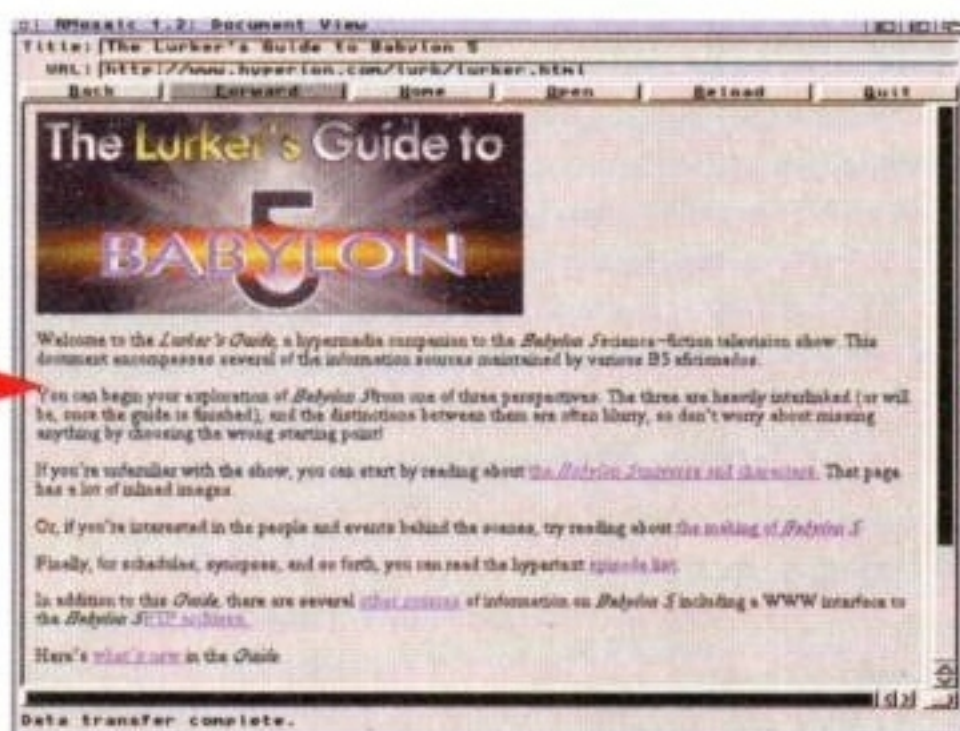 AMosaic 1.2: Document View
Title: The Lurker's Guide to Babylon 5
URL: http://www.hyperion.com/lurk/lurker.html
Back Forward Home Open Reload Quit
The Lurker's Guide to
5
BABYLON
Welcome to the Lurker's Guide, a hypermedia companion to the Babylon 5 science-fiction television show. This
document encompasses several of the information sources maintained by various B5 aficionados.
You can begin your exploration of Babylon 5 from one of three perspectives. The three are heavily interlinked (or will
be, once the guide is finished), and the distinctions between them are often blurry, so don't worry about missing
anything by choosing the wrong starting point!
If you're unfamiliar with the show, you can start by reading about the Babylon 5 universe and characters. That page
has a lot of inlined images.
Or, if you're interested in the people and events behind the scenes, try reading about the making of Babylon 5
Finally, for schedules, synopses, and so forth, you can read the hypertext episode list.
In addition to this Guide, there are several other sources of information on Babylon 5 including a WWW interface to
the Babylon 5 FTP archives.
Here's what's new in the Guide
Data transfer complete.